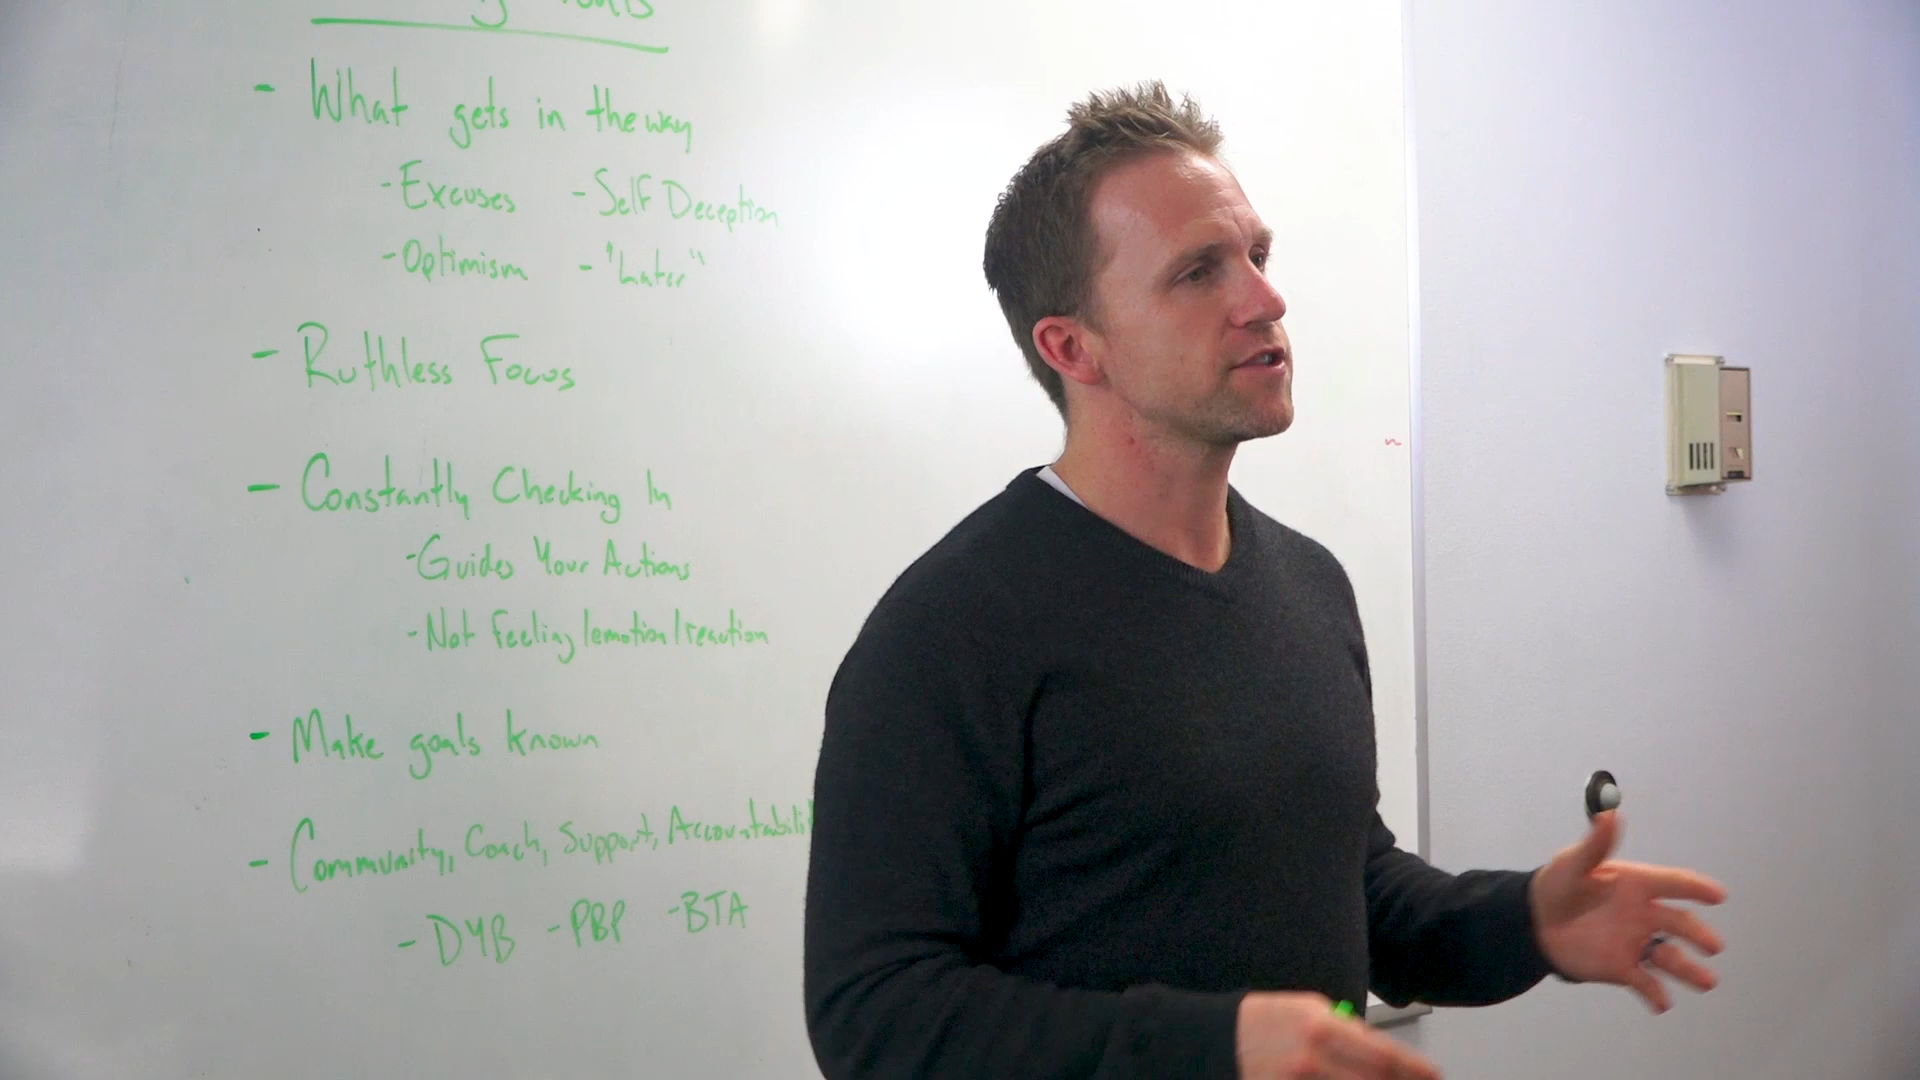 - What gets in the way
- Excuses - Self Deception
- Optimism - "Later"
- Ruthless Focus
- Constantly Checking In
- Guides Your Actions
- Not feeling/emotion/reaction
- Make goals known
- Community, Coach, Support, Accountabili
- DYB - PBP - BTA